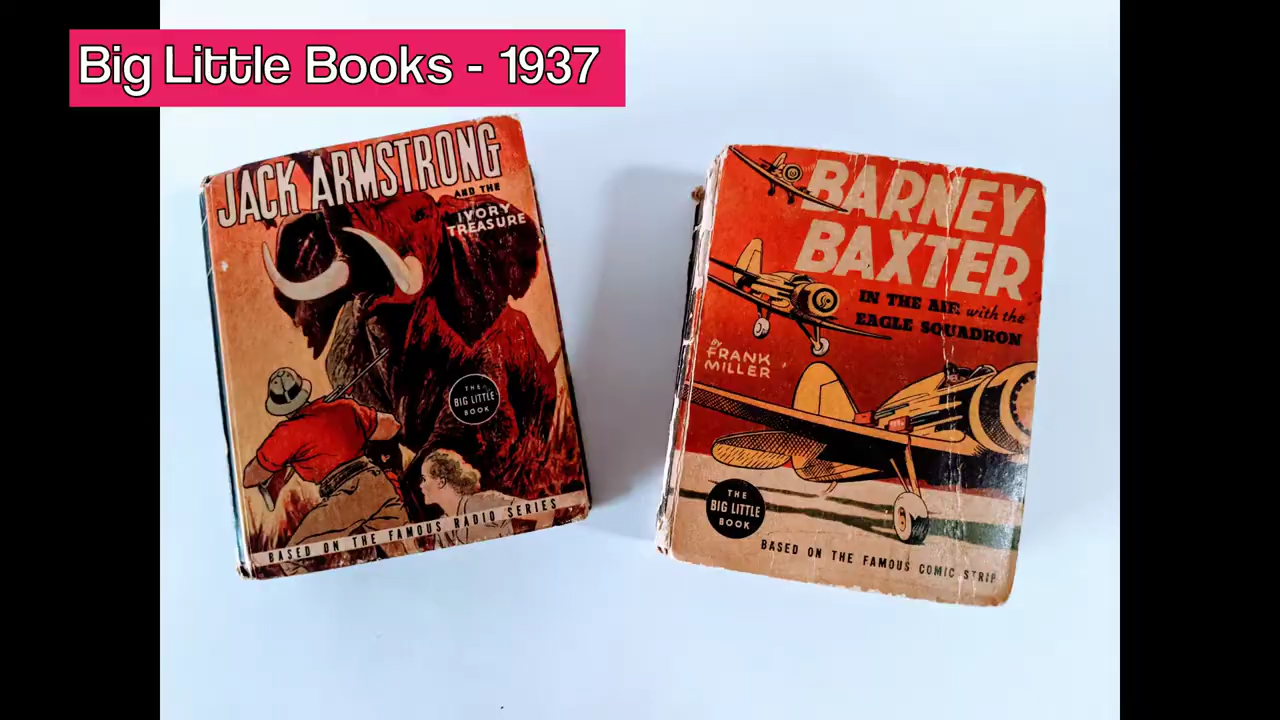 Big Little Books - 1937
JACK ARMSTRONG
AND THE
IVORY
TREASURE
THE
BIG LITTLE
BOOK
BASED ON THE FAMOUS RADIO SERIES
BARNEY
BAXTER
IN THE AIR with the
EAGLE SQUADRON
by
FRANK
MILLER
THE
BIG LITTLE
BOOK
BASED ON THE FAMOUS COMIC STRIP